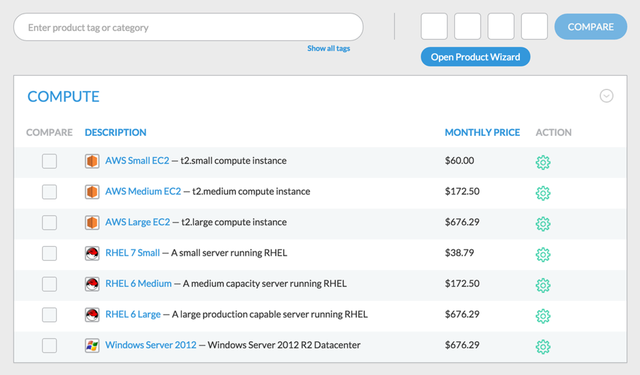 Enter product tag or category
COMPARE
Show all tags
Open Product Wizard
COMPUTE
COMPARE DESCRIPTION MONTHLY PRICE ACTION
AWS Small EC2 — t2.small compute instance $60.00
AWS Medium EC2 — t2.medium compute instance $172.50
AWS Large EC2 — t2.large compute instance $676.29
RHEL 7 Small — A small server running RHEL $38.79
RHEL 6 Medium — A medium capacity server running RHEL $172.50
RHEL 6 Large — A large production capable server running RHEL $676.29
Windows Server 2012 — Windows Server 2012 R2 Datacenter $676.29